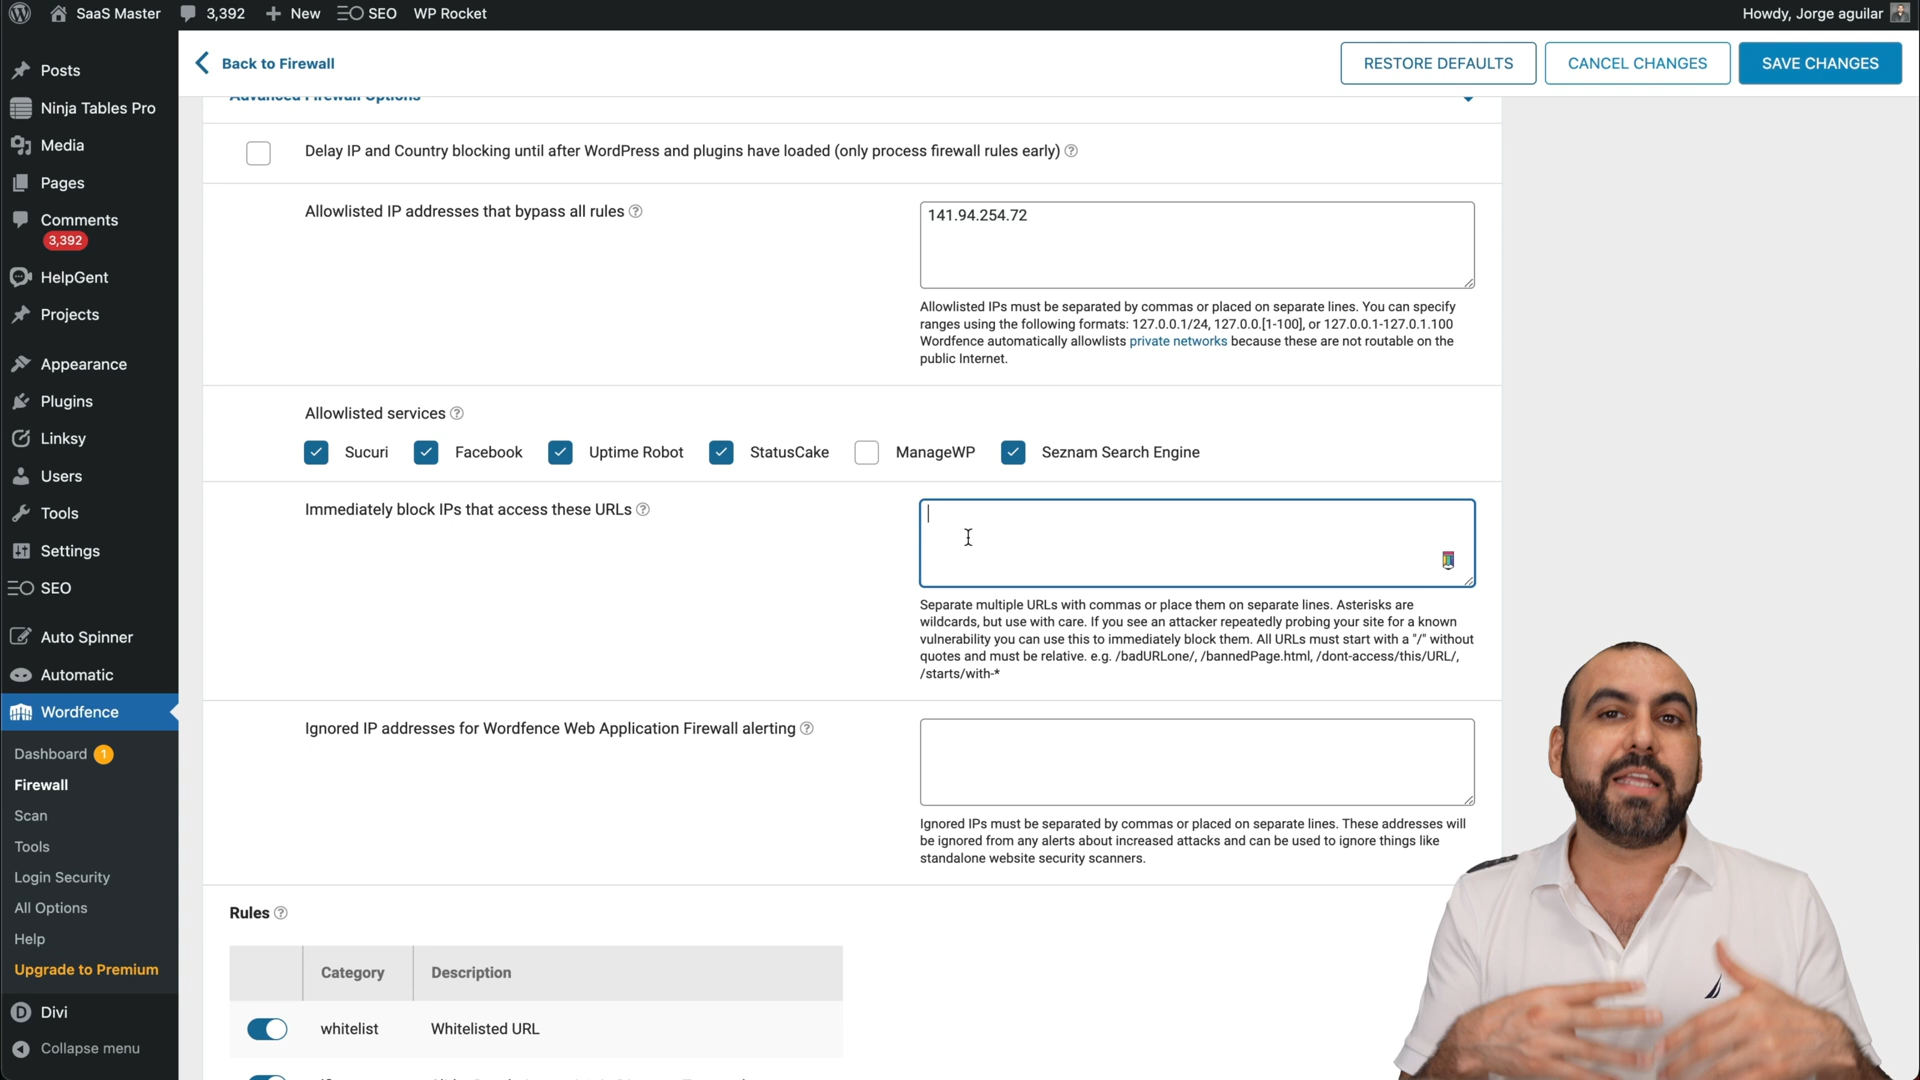 SaaS Master
3,392
New
SEO
WP Rocket
Howdy, Jorge aguilar
Back to Firewall
RESTORE DEFAULTS
CANCEL CHANGES
SAVE CHANGES
Posts
Ninja Tables Pro
Media
Pages
Comments
3,392
HelpGent
Projects
Appearance
Plugins
Linksy
Users
Tools
Settings
SEO
Auto Spinner
Automatic
Wordfence
Dashboard 1
Firewall
Scan
Tools
Login Security
All Options
Help
Upgrade to Premium
Divi
Collapse menu
Advanced Firewall Options
Delay IP and Country blocking until after WordPress and plugins have loaded (only process firewall rules early)
Allowlisted IP addresses that bypass all rules
141.94.254.72
Allowlisted IPs must be separated by commas or placed on separate lines. You can specify
ranges using the following formats: 127.0.0.1/24, 127.0.0.[1-100], or 127.0.0.1-127.0.1.100
Wordfence automatically allowlists private networks because these are not routable on the
public Internet.
Allowlisted services
Sucuri
Facebook
Uptime Robot
StatusCake
ManageWP
Seznam Search Engine
Immediately block IPs that access these URLs
Separate multiple URLs with commas or place them on separate lines. Asterisks are
wildcards, but use with care. If you see an attacker repeatedly probing your site for a known
vulnerability you can use this to immediately block them. All URLs must start with a "/" without
quotes and must be relative. e.g. /badURLone/, /bannedPage.html, /dont-access/this/URL/,
/starts/with-*
Ignored IP addresses for Wordfence Web Application Firewall alerting
Ignored IPs must be separated by commas or placed on separate lines. These addresses will
be ignored from any alerts about increased attacks and can be used to ignore things like
standalone website security scanners.
Rules
Category
Description
whitelist
Whitelisted URL